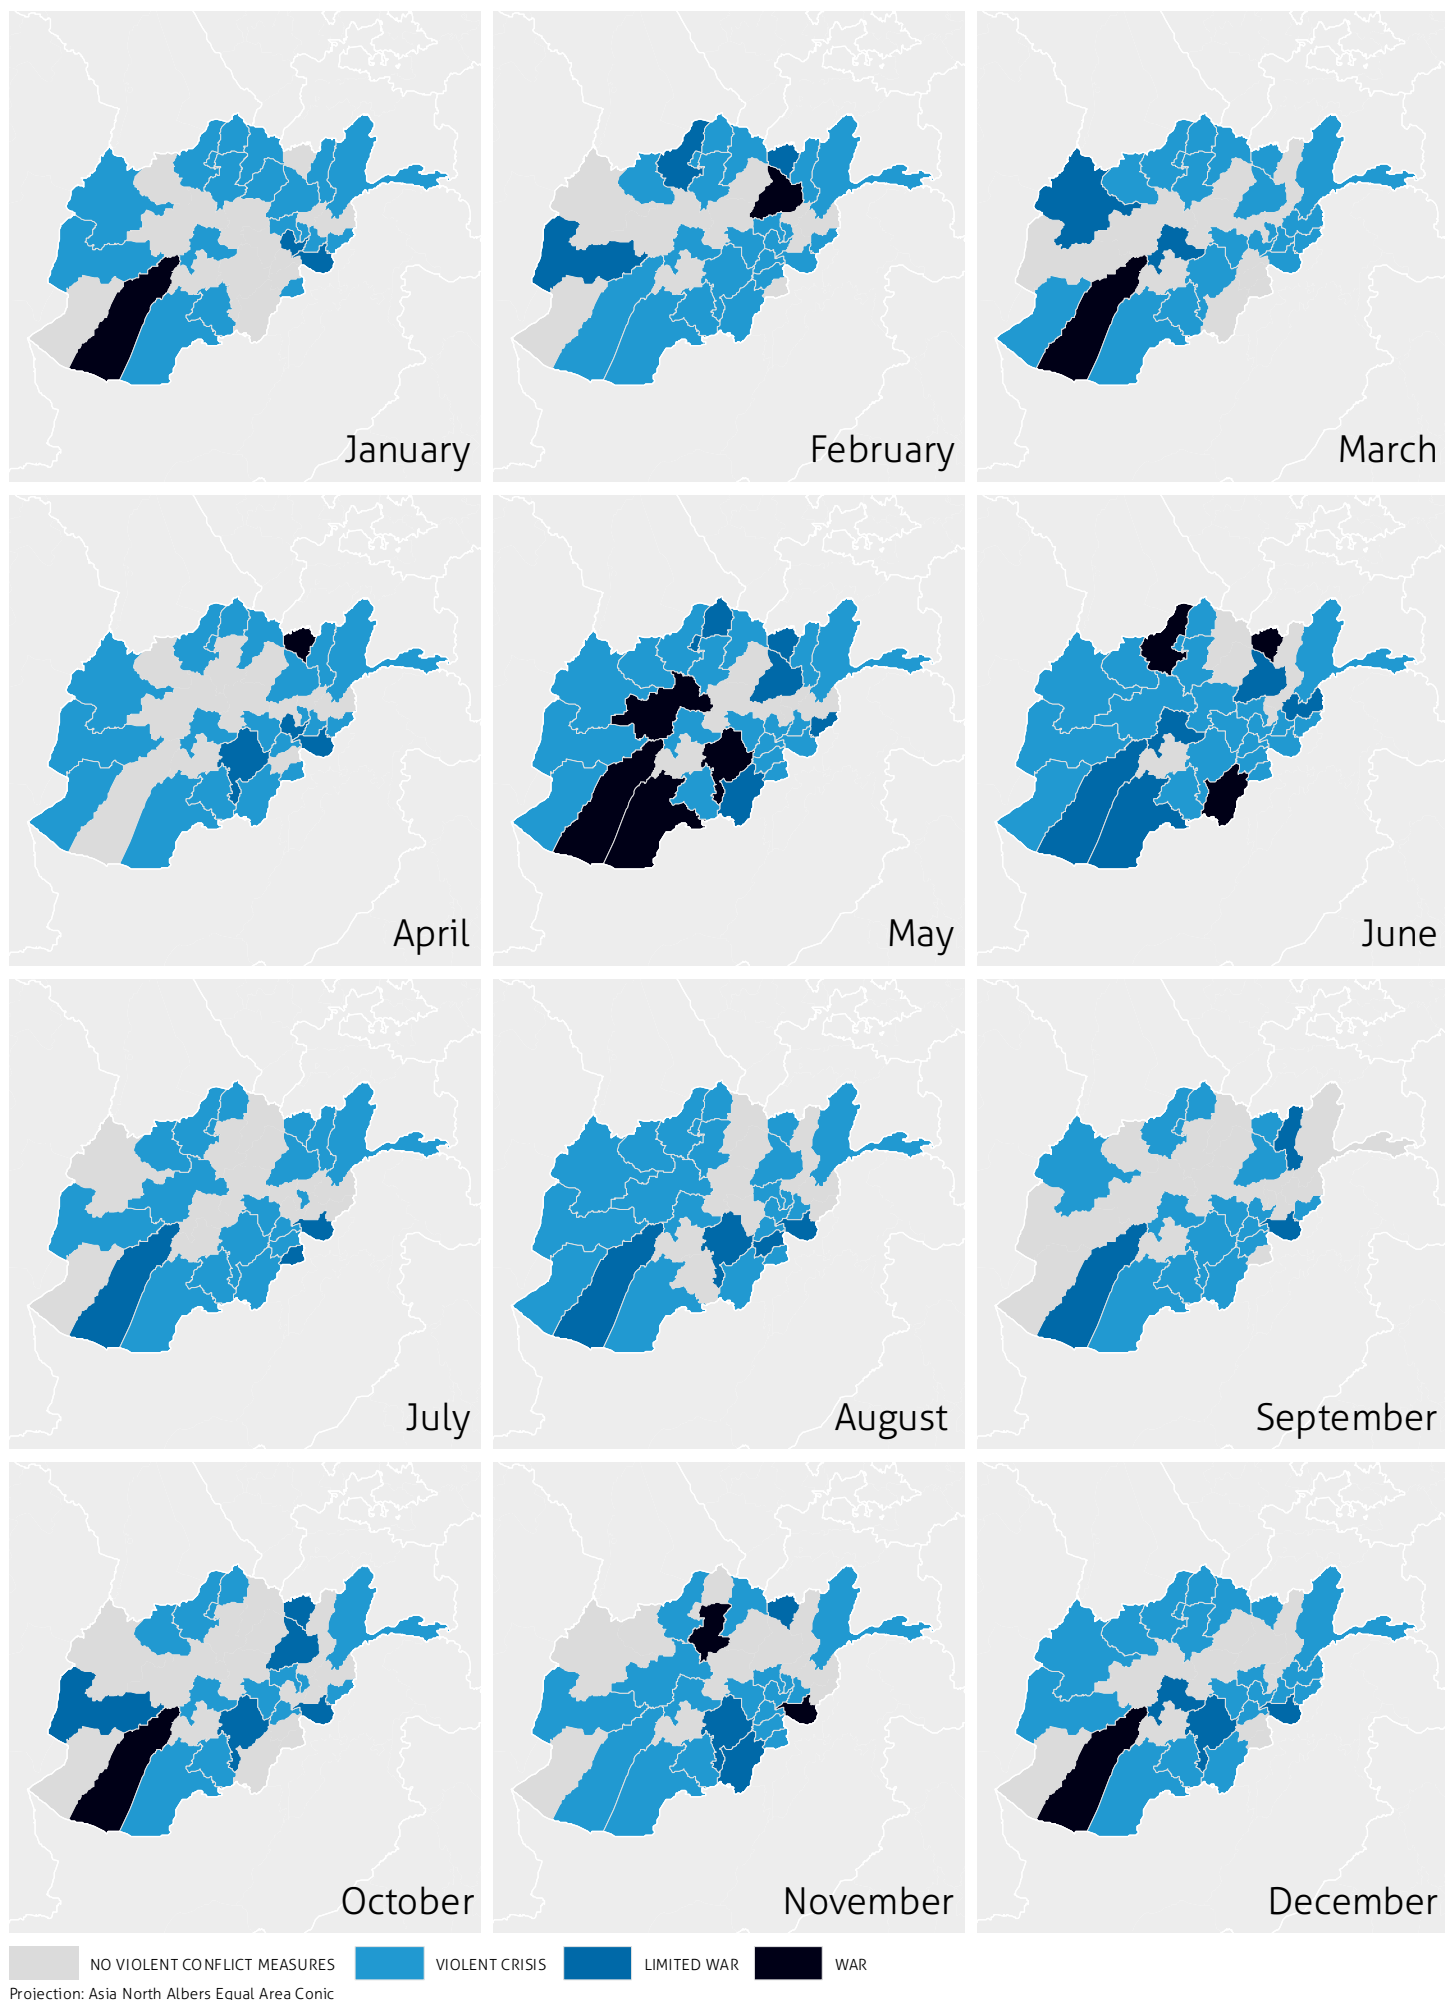 January
February
March
April
May
June
July
August
September
October
November
December
NO VIOLENT CONFLICT MEASURES
VIOLENT CRISIS
LIMITED WAR
WAR
Projection: Asia North Albers Equal Area Conic